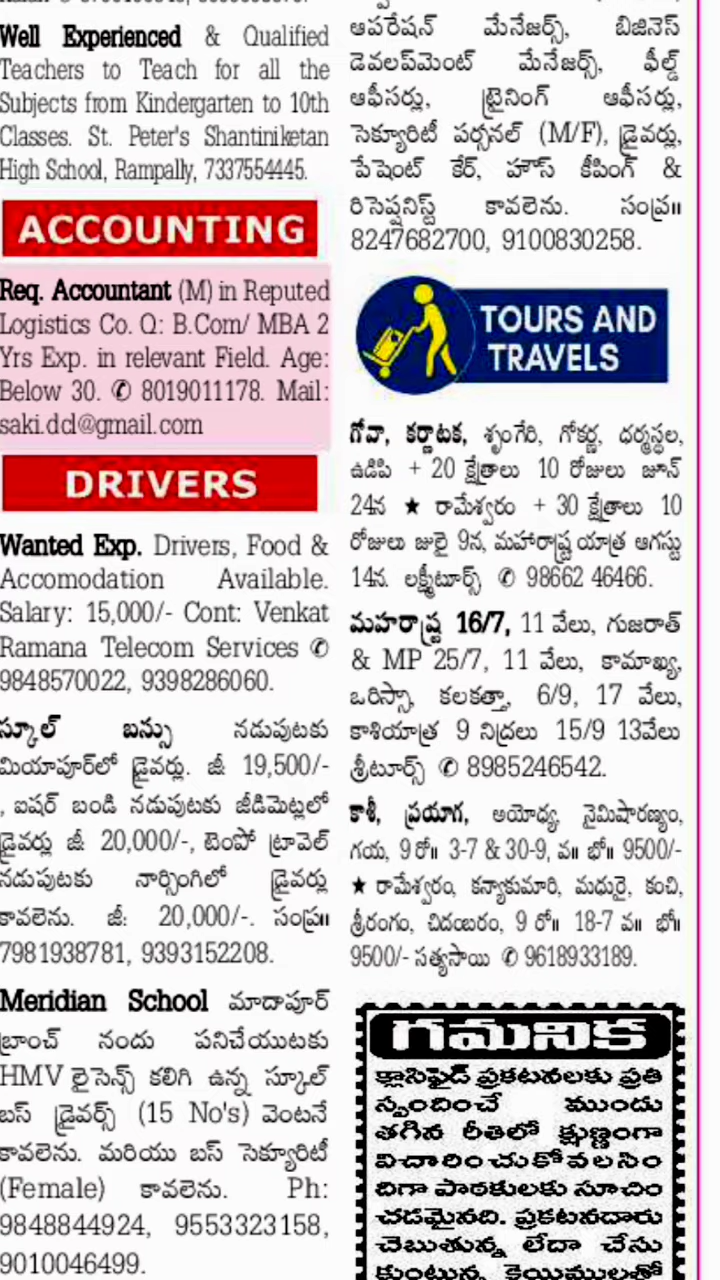 Well Experienced & Qualified
Teachers to Teach for all the
Subjects from Kindergarten to 10th
Classes. St. Peter's Shantiniketan
High School, Rampally, 7337554445.
ACCOUNTING
Req. Accountant (M) in Reputed
Logistics Co. Q: B.Com/ MBA 2
Yrs Exp. in relevant Field. Age:
Below 30. ✆ 8019011178. Mail:
saki.dcl@gmail.com
DRIVERS
Wanted Exp. Drivers, Food &
Accomodation Available.
Salary: 15,000/- Cont: Venkat
Ramana Telecom Services ✆
9848570022, 9398286060.
స్కూల్ బస్సు నడుపుటకు
మియాపూర్‌లో డ్రైవర్లు. జీ 19,500/-
, ఐషర్ బండి నడుపుటకు జీడిమెట్లలో
డ్రైవర్లు జీ 20,000/-, టెంపో ట్రావెల్
నడుపుటకు నార్సింగిలో డ్రైవర్లు
కావలెను. జీ: 20,000/-. సంప్ర॥
7981938781, 9393152208.
Meridian School మాదాపూర్
బ్రాంచ్ నందు పనిచేయుటకు
HMV లైసెన్స్ కలిగి ఉన్న స్కూల్
బస్ డ్రైవర్స్ (15 No's) వెంటనే
కావలెను. మరియు బస్ సెక్యూరిటీ
(Female) కావలెను. Ph:
9848844924, 9553323158,
9010046499.
ఆపరేషన్ మేనేజర్స్, బిజినెస్
డెవలప్‌మెంట్ మేనేజర్స్, ఫీల్డ్
ఆఫీసర్లు, ట్రైనింగ్ ఆఫీసర్లు,
సెక్యూరిటీ పర్సనల్ (M/F), డ్రైవర్లు,
పేషెంట్ కేర్, హౌస్ కీపింగ్ &
రిసెప్షనిస్ట్ కావలెను. సంప్ర॥
8247682700, 9100830258.
TOURS AND
TRAVELS
గోవా, కర్ణాటక, శృంగేరి, గోకర్ణ, ధర్మస్థల,
ఉడిపి + 20 క్షేత్రాలు 10 రోజులు జూన్
24న ★ రామేశ్వరం + 30 క్షేత్రాలు 10
రోజులు జులై 9న, మహారాష్ట్ర యాత్ర ఆగస్టు
14న. లక్ష్మీటూర్స్ ✆ 98662 46466.
మహరాష్ట్ర 16/7, 11 వేలు, గుజరాత్
& MP 25/7, 11 వేలు, కామాఖ్య,
ఒరిస్సా, కలకత్తా, 6/9, 17 వేలు,
కాశియాత్ర 9 నిద్రలు 15/9 13వేలు
శ్రీటూర్స్ ✆ 8985246542.
కాశీ, ప్రయాగ, అయోధ్య, నైమిషారణ్యం,
గయ, 9 రో॥ 3-7 & 30-9, వ॥ భో॥ 9500/-
★ రామేశ్వరం, కన్యాకుమారి, మధురై, కంచి,
శ్రీరంగం, చిదంబరం, 9 రో॥ 18-7 వ॥ భో॥
9500/- సత్యసాయి ✆ 9618933189.
గమనిక
క్లాసిఫైడ్ ప్రకటనలకు ప్రతి
స్పందించే ముందు
తగిన రీతిలో క్షుణ్ణంగా
విచారించుకోవలసిం
దిగా పాఠకులకు సూచిం
చడమైనది. ప్రకటనదారు
చెబుతున్న లేదా చేసు
కుంటున్న క్లెయిములతో